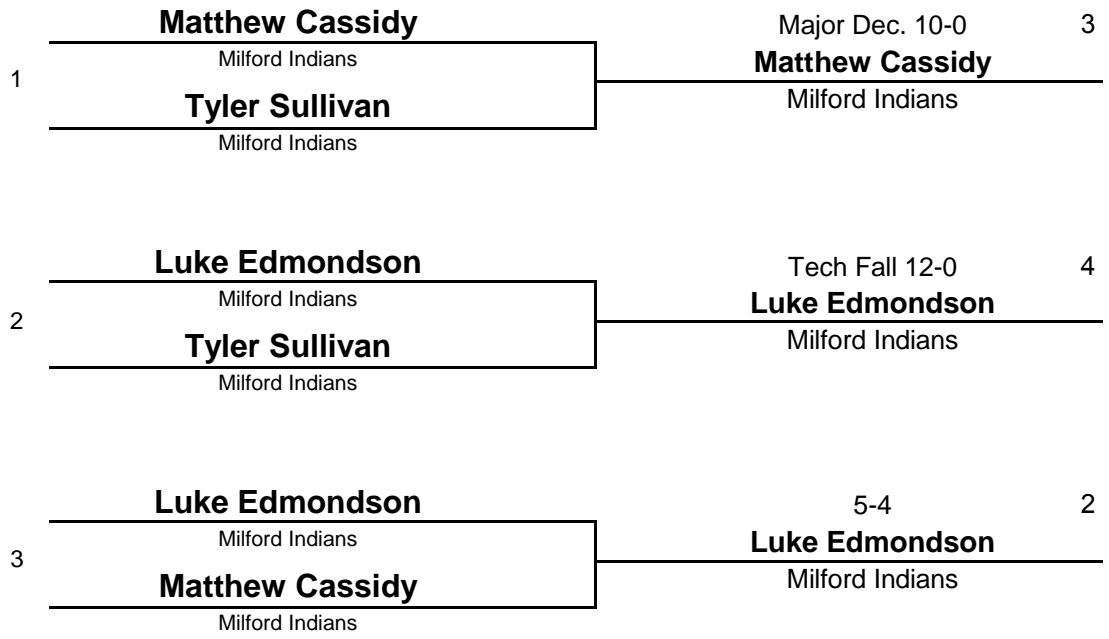 Matthew Cassidy
Milford Indians
1
Tyler Sullivan
Milford Indians
Major Dec. 10-0 3
Matthew Cassidy
Milford Indians
Luke Edmondson
Milford Indians
2
Tyler Sullivan
Milford Indians
Tech Fall 12-0 4
Luke Edmondson
Milford Indians
Luke Edmondson
Milford Indians
3
Matthew Cassidy
Milford Indians
5-4 2
Luke Edmondson
Milford Indians